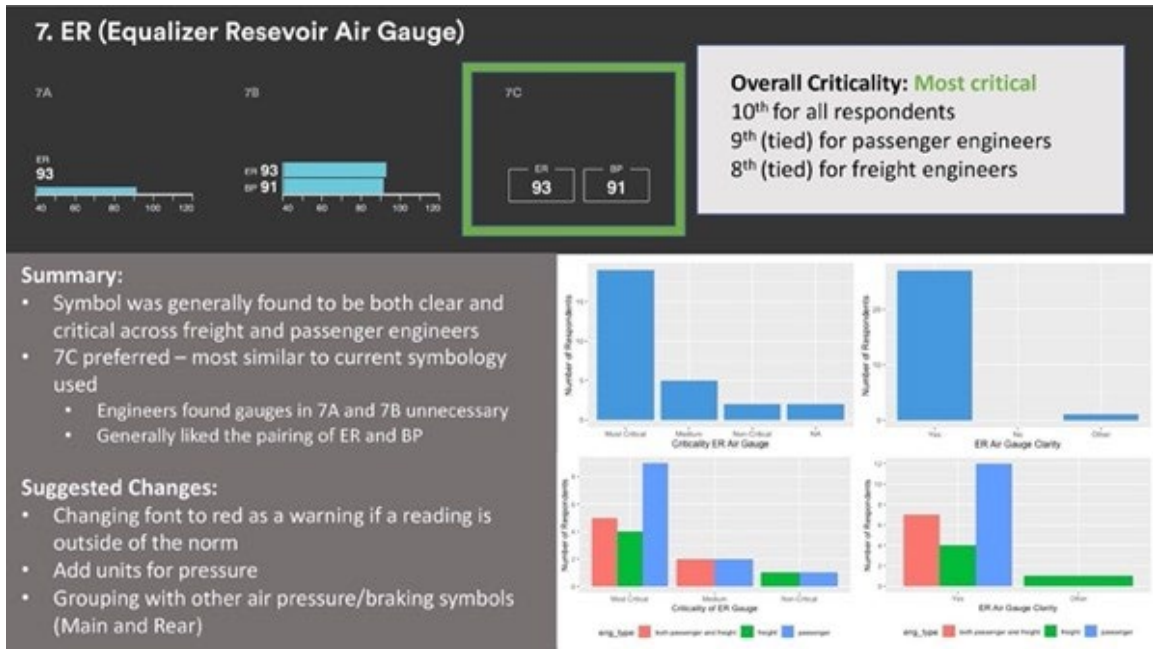 7. ER (Equalizer Resevoir Air Gauge)
7A
7B
7C
ER
93
40 60 80 100 120
ER 93
BP 91
40 60 80 100 120
ER
93
BP
91
Overall Criticality: Most critical
10th for all respondents
9th (tied) for passenger engineers
8th (tied) for freight engineers
Summary:
• Symbol was generally found to be both clear and
critical across freight and passenger engineers
• 7C preferred – most similar to current symbology
used
• Engineers found gauges in 7A and 7B unnecessary
• Generally liked the pairing of ER and BP
Suggested Changes:
• Changing font to red as a warning if a reading is
outside of the norm
• Add units for pressure
• Grouping with other air pressure/braking symbols
(Main and Rear)
Number of Respondents
Most Critical Medium Non-Critical NA
Criticality ER Air Gauge
Number of Respondents
Yes No Other
ER Air Gauge Clarity
Number of Respondents
Most Critical Medium Non-Critical
Criticality of ER Gauge
eng_type both passenger and freight freight passenger
Number of Respondents
Yes Other
ER Air Gauge Clarity
eng_type both passenger and freight freight passenger